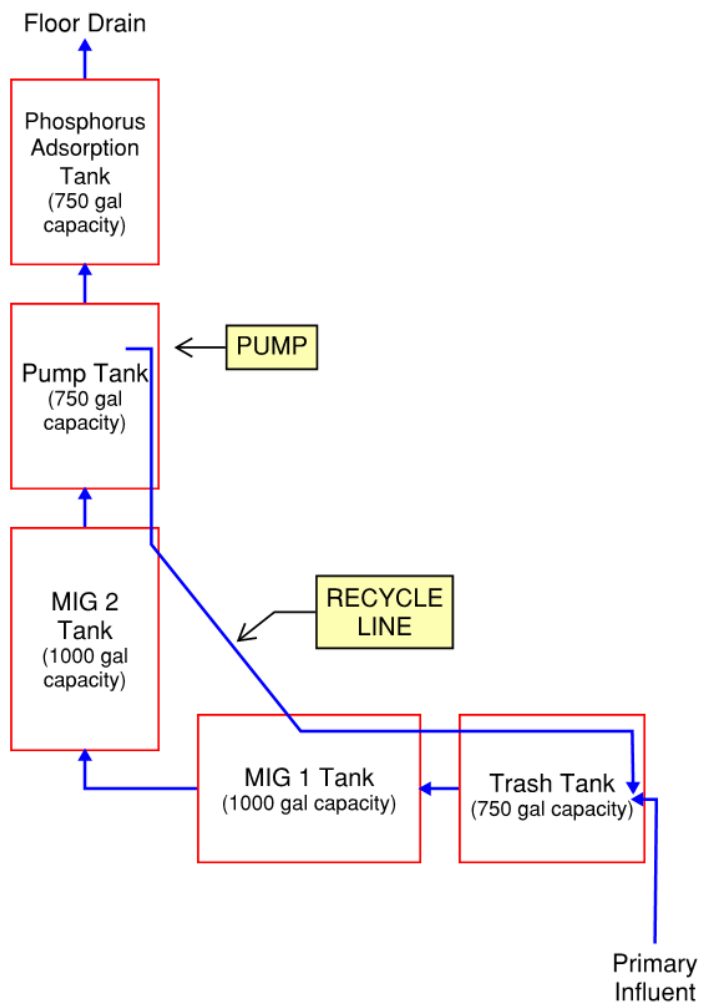 Floor Drain
Phosphorus
Adsorption
Tank
(750 gal
capacity)
PUMP
Pump Tank
(750 gal
capacity)
RECYCLE
LINE
MIG 2
Tank
(1000 gal
capacity)
MIG 1 Tank
(1000 gal capacity)
Trash Tank
(750 gal capacity)
Primary
Influent